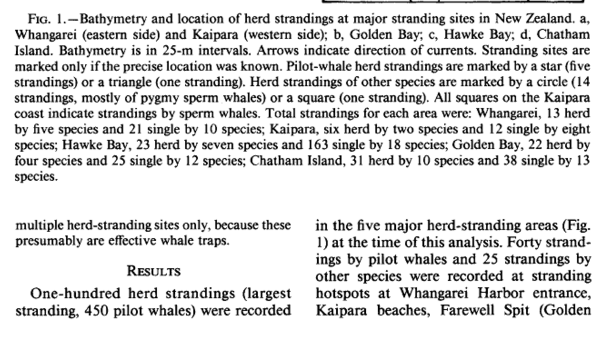 FIG. 1.—Bathymetry and location of herd strandings at major stranding sites in New Zealand. a,
Whangarei (eastern side) and Kaipara (western side); b, Golden Bay; c, Hawke Bay; d, Chatham
Island. Bathymetry is in 25-m intervals. Arrows indicate direction of currents. Stranding sites are
marked only if the precise location was known. Pilot-whale herd strandings are marked by a star (five
strandings) or a triangle (one stranding). Herd strandings of other species are marked by a circle (14
strandings, mostly of pygmy sperm whales) or a square (one stranding). All squares on the Kaipara
coast indicate strandings by sperm whales. Total strandings for each area were: Whangarei, 13 herd
by five species and 21 single by 10 species; Kaipara, six herd by two species and 12 single by eight
species; Hawke Bay, 23 herd by seven species and 163 single by 18 species; Golden Bay, 22 herd by
four species and 25 single by 12 species; Chatham Island, 31 herd by 10 species and 38 single by 13
species.
multiple herd-stranding sites only, because these
presumably are effective whale traps.
RESULTS
One-hundred herd strandings (largest
stranding, 450 pilot whales) were recorded
in the five major herd-stranding areas (Fig.
1) at the time of this analysis. Forty strand-
ings by pilot whales and 25 strandings by
other species were recorded at stranding
hotspots at Whangarei Harbor entrance,
Kaipara beaches, Farewell Spit (Golden